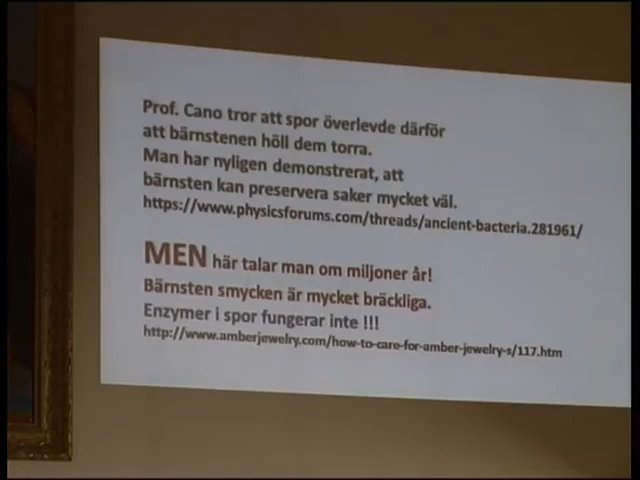 Prof. Cano tror att spor överlevde därför
att bärnstenen höll dem torra.
Man har nyligen demonstrerat, att
bärnsten kan preservera saker mycket väl.
https://www.physicsforums.com/threads/ancient-bacteria.281961/
MEN här talar man om miljoner år!
Bärnsten smycken är mycket bräckliga.
Enzymer i spor fungerar inte !!!
http://www.amberjewelry.com/how-to-care-for-amber-jewelry-s/117.htm